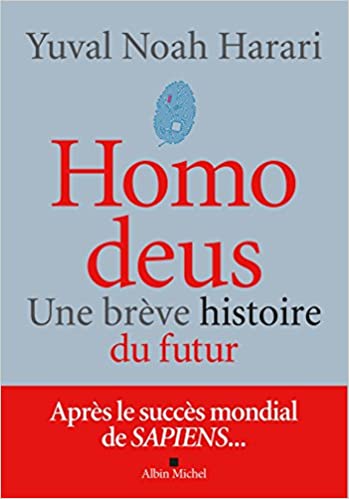 Yuval Noah Harari
Homo
deus
Une brève histoire
du futur
Après le succès mondial
de SAPIENS...
Albin Michel